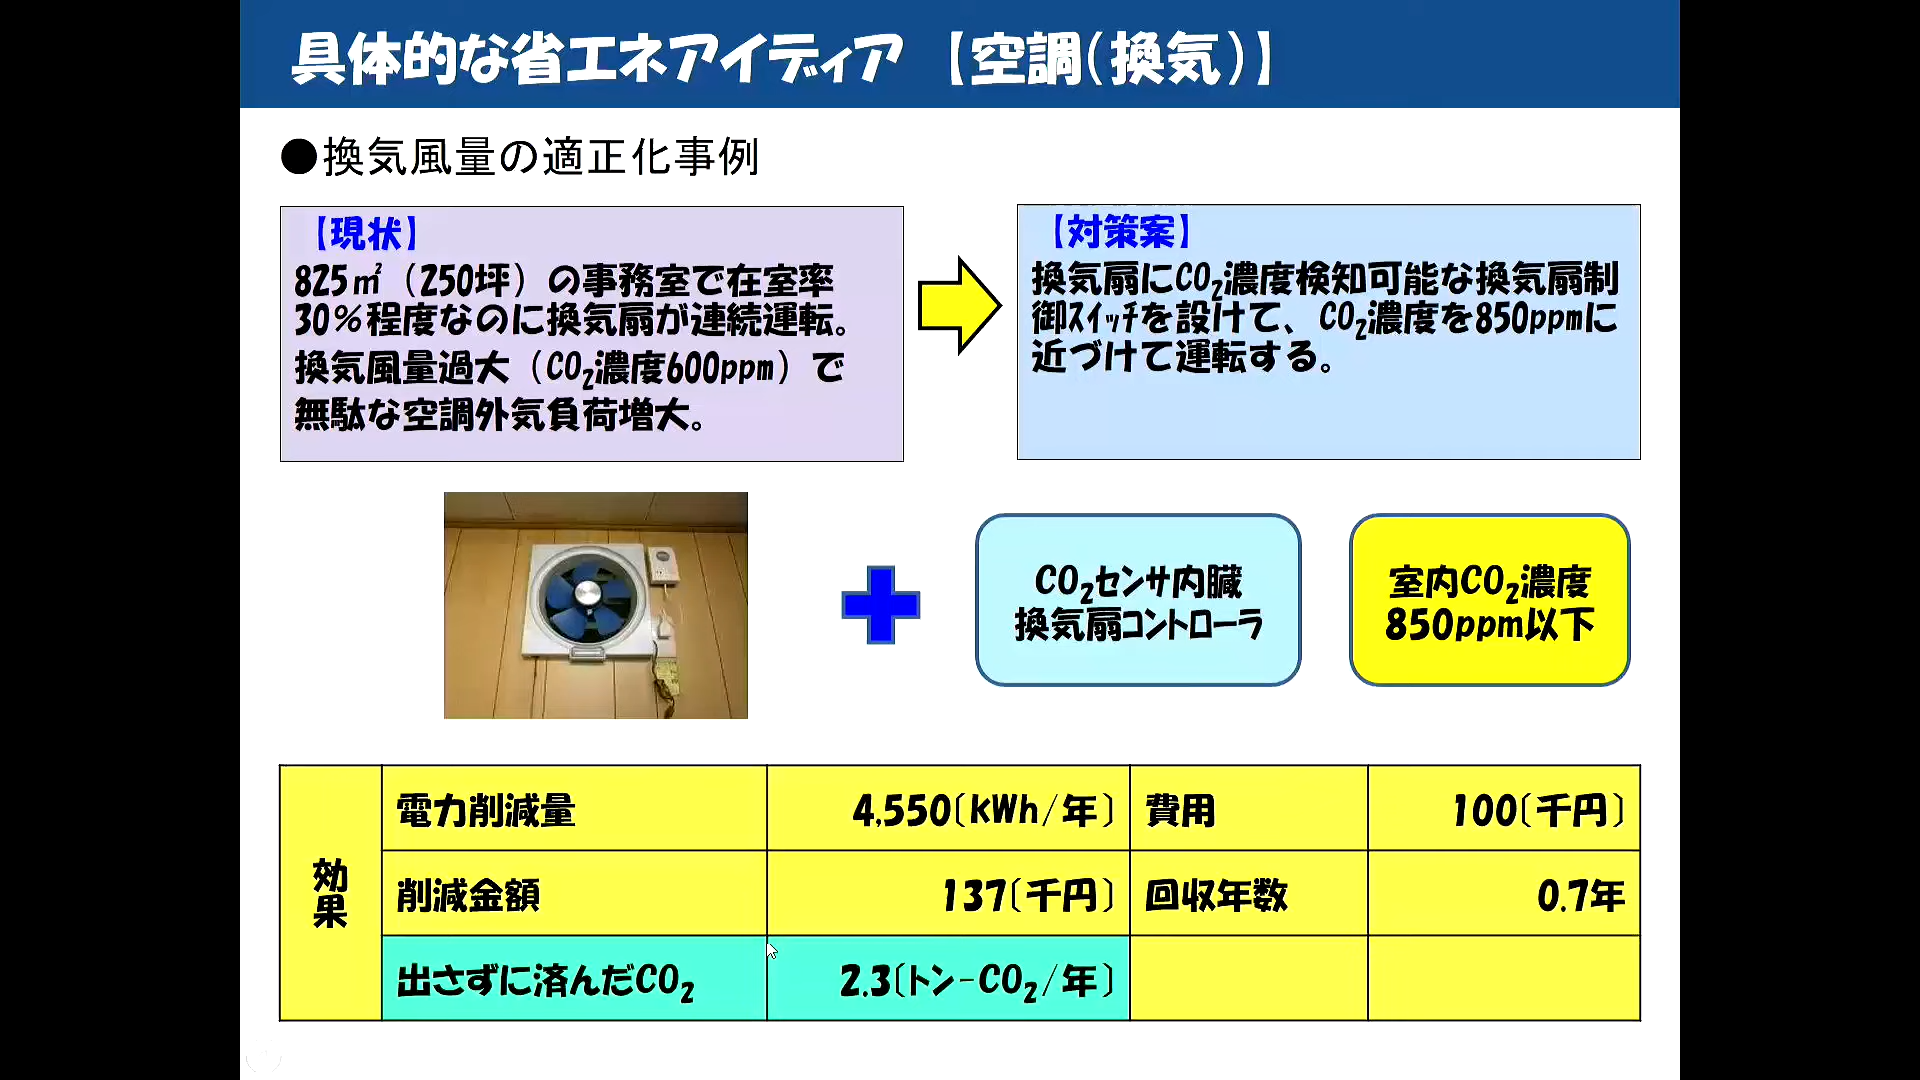 具体的な省エネアイディア【空調(換気)】
●換気風量の適正化事例
【現状】
825㎡(250坪)の事務室で在室率
30%程度なのに換気扇が連続運転。
換気風量過大(CO₂濃度600ppm)で
無駄な空調外気負荷増大。
【対策案】
換気扇にCO₂濃度検知可能な換気扇制
御ｽｲｯﾁを設けて、CO₂濃度を850ppmに
近づけて運転する。
CO₂センサ内臓
換気扇コントローラ
室内CO₂濃度
850ppm以下
効果
電力削減量 4,550〔kWh/年〕 費用 100〔千円〕
削減金額 137〔千円〕 回収年数 0.7年
出さずに済んだCO₂ 2.3〔トン-CO₂/年〕